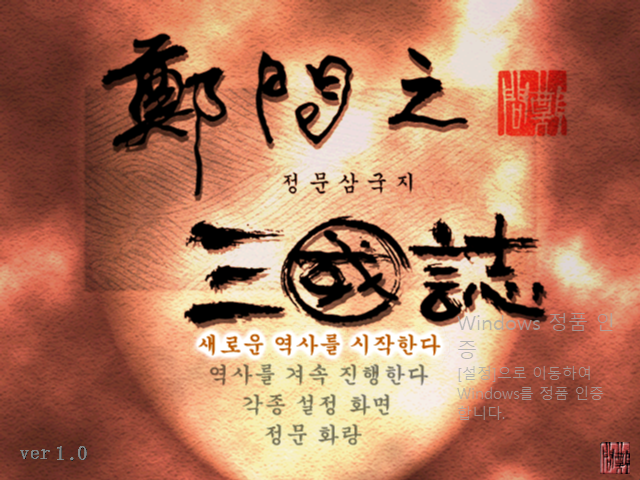 鄭問之
정문삼국지
三國誌
새로운 역사를 시작한다
역사를 겨속 진행한다
각종 설정 화면
정문 화랑
Windows 정품 인
증
[설정]으로 이동하여
Windows를 정품 인증
합니다.
ver 1.0